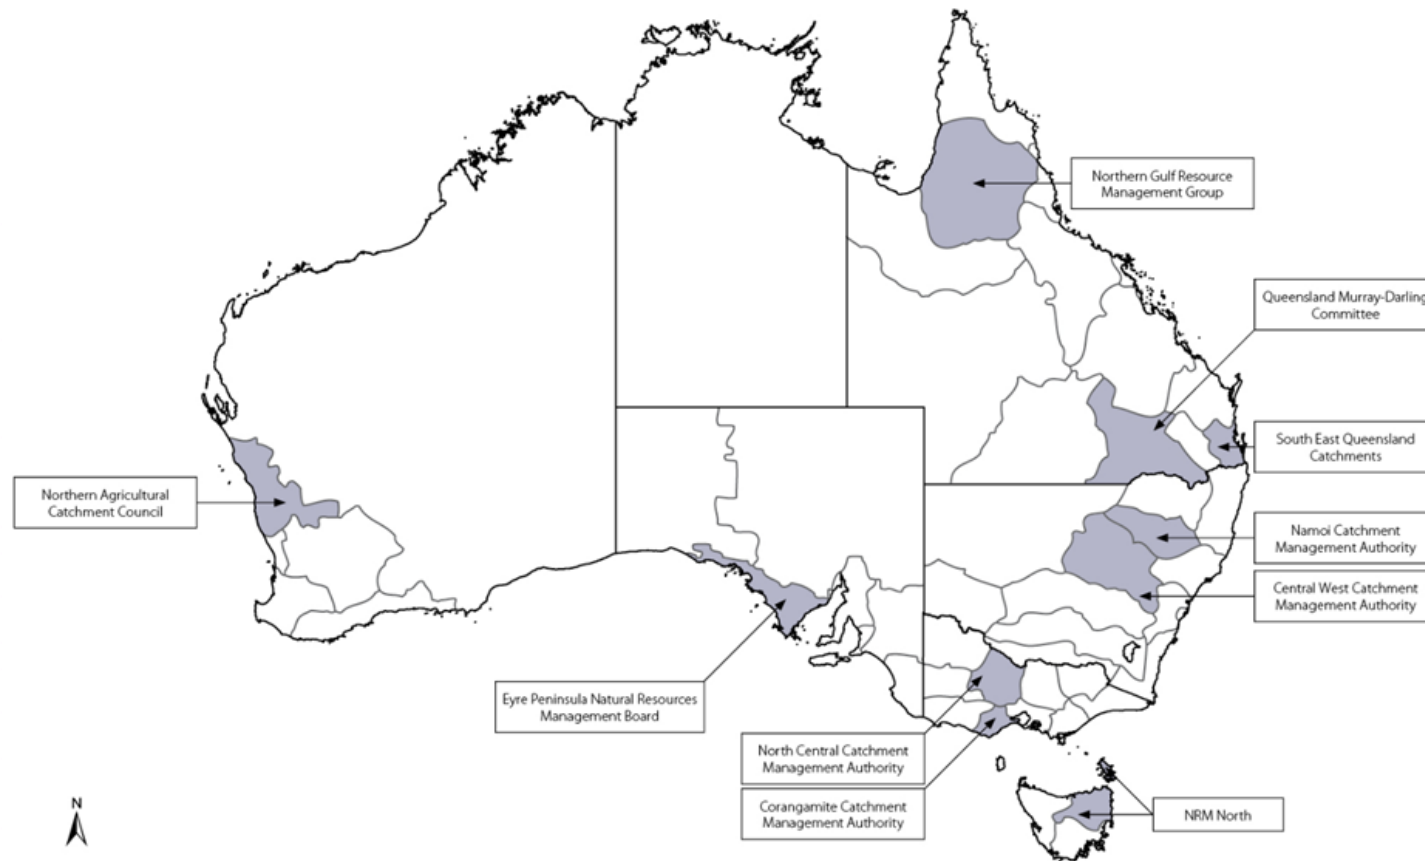 Northern Gulf Resource
Management Group
Queensland Murray-Darling
Committee
South East Queensland
Catchments
Northern Agricultural
Catchment Council
Namoi Catchment
Management Authority
Central West Catchment
Management Authority
Eyre Peninsula Natural Resources
Management Board
North Central Catchment
Management Authority
Corangamite Catchment
Management Authority
NRM North
N